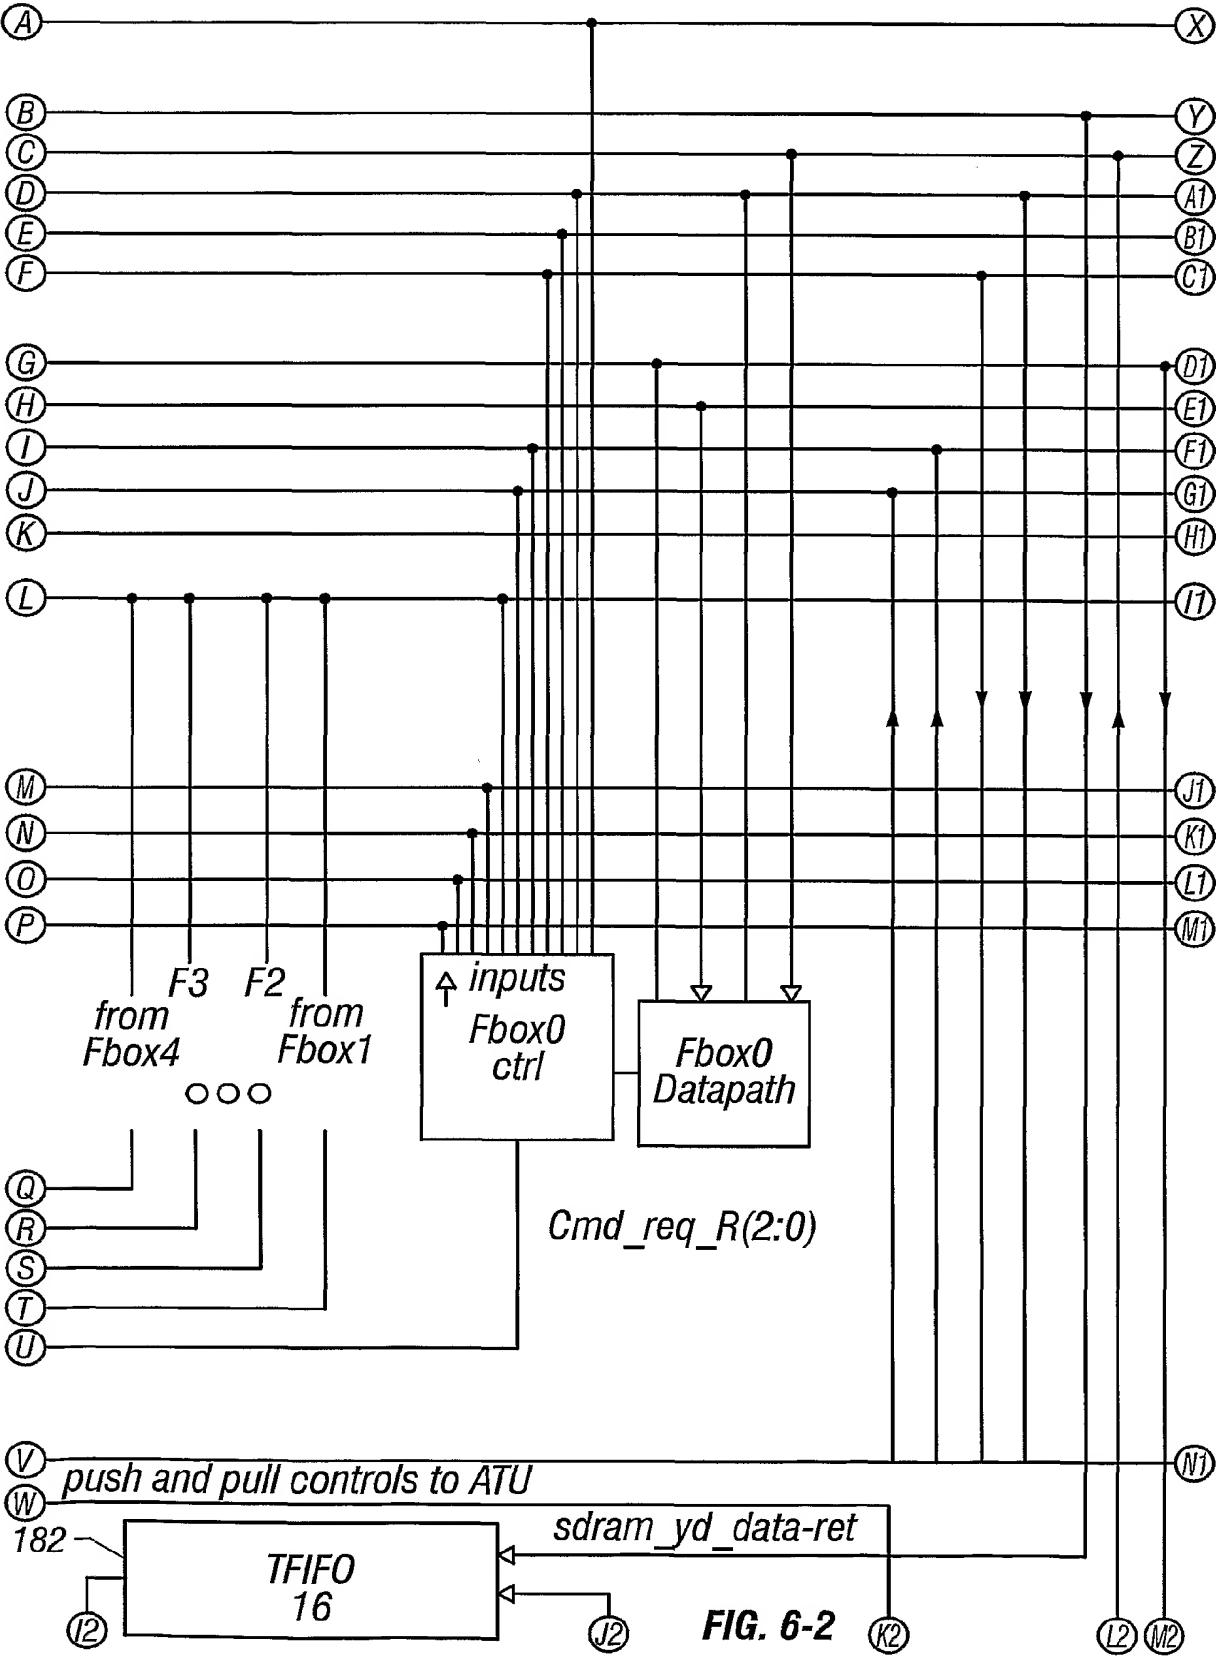 A
X
B
Y
C
Z
D
A1
E
B1
F
C1
G
D1
H
E1
I
F1
J
G1
K
H1
L
I1
M
J1
N
K1
O
L1
P
M1
inputs
F3
F2
from
Fbox4
from
Fbox1
Fbox0
ctrl
Fbox0
Datapath
Q
R
Cmd_req_R(2:0)
S
T
U
V
N1
push and pull controls to ATU
W
182
sdram_yd_data-ret
TFIFO
16
I2
J2
FIG. 6-2
K2
L2
M2